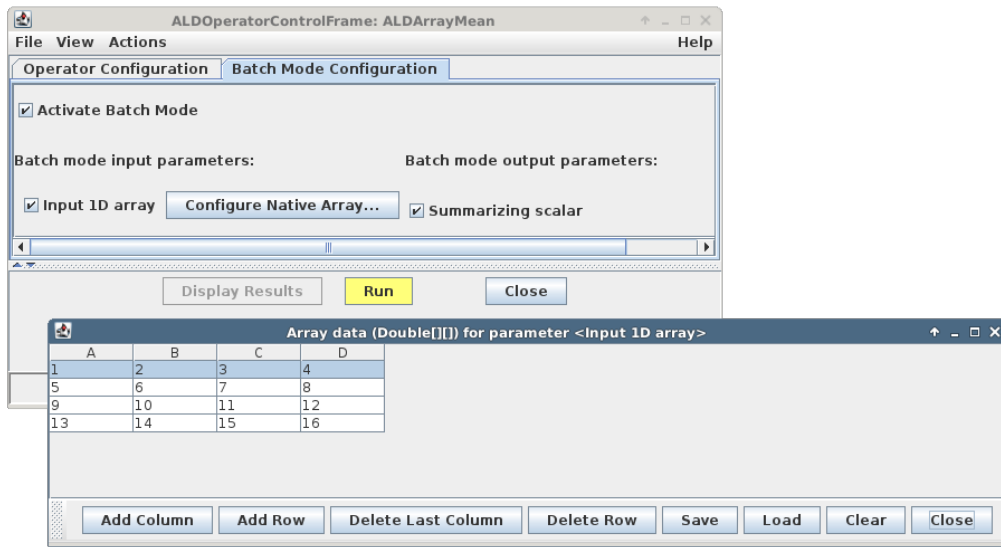 ALDOperatorControlFrame: ALDArrayMean
File View Actions Help
Operator Configuration Batch Mode Configuration
Activate Batch Mode
Batch mode input parameters: Batch mode output parameters:
Input 1D array Configure Native Array... Summarizing scalar
Display Results Run Close
Array data (Double[][]) for parameter <Input 1D array>
A B C D
1 2 3 4
5 6 7 8
9 10 11 12
13 14 15 16
Add Column Add Row Delete Last Column Delete Row Save Load Clear Close